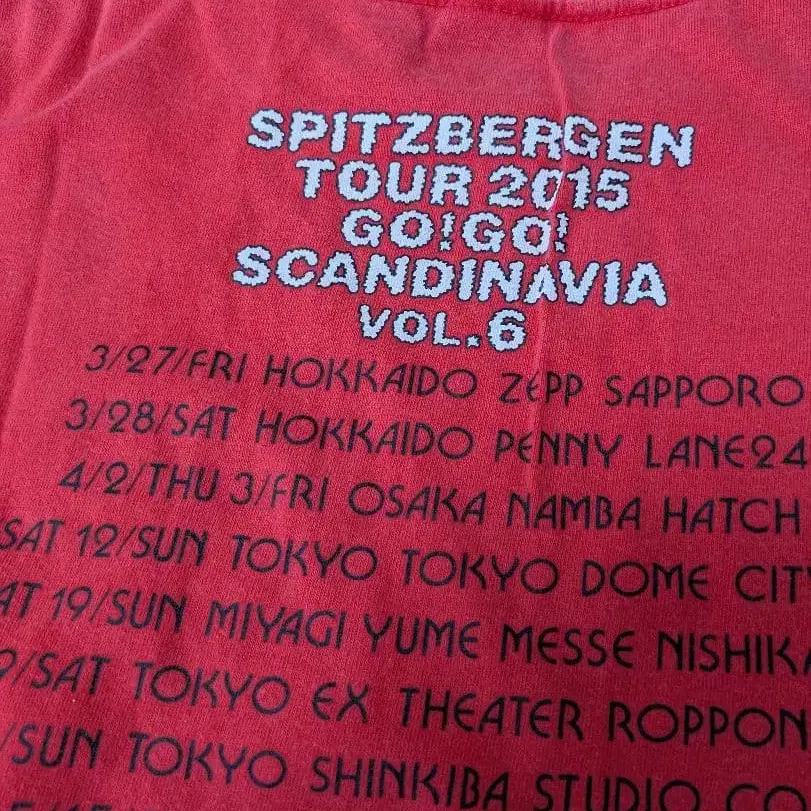 SPITZBERGEN
TOUR 2015
GO!GO!
SCANDINAVIA
VOL.6
3/27/FRI HOKKAIDO ZEPP SAPPORO
3/28/SAT HOKKAIDO PENNY LANE24
4/2/THU 3/FRI OSAKA NAMBA HATCH
SAT 12/SUN TOKYO TOKYO DOME CITY
19/SUN MIYAGI YUME MESSE
/SAT TOKYO EX THEATER
/SUN TOKYO SHINKIBA STUDIO